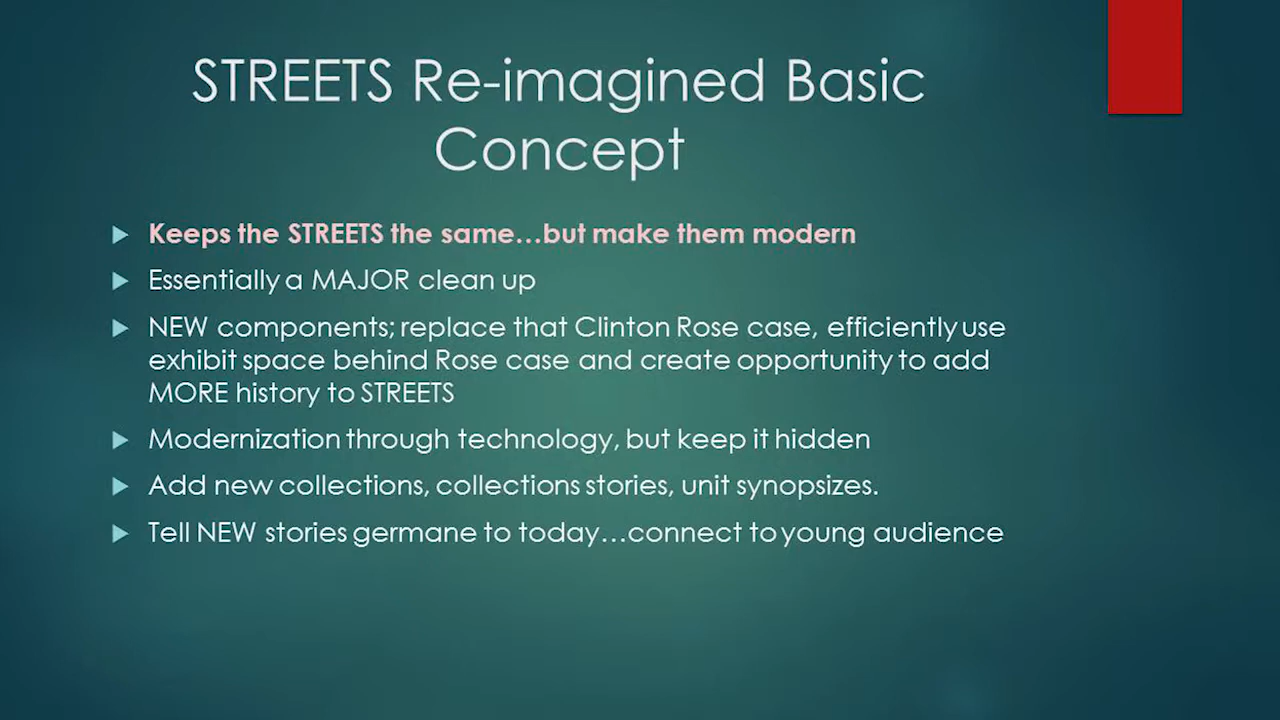 STREETS Re-imagined Basic
Concept
Keeps the STREETS the same...but make them modern
Essentially a MAJOR clean up
NEW components; replace that Clinton Rose case, efficiently use
exhibit space behind Rose case and create opportunity to add
MORE history to STREETS
Modernization through technology, but keep it hidden
Add new collections, collections stories, unit synopsizes.
Tell NEW stories germane to today...connect to young audience